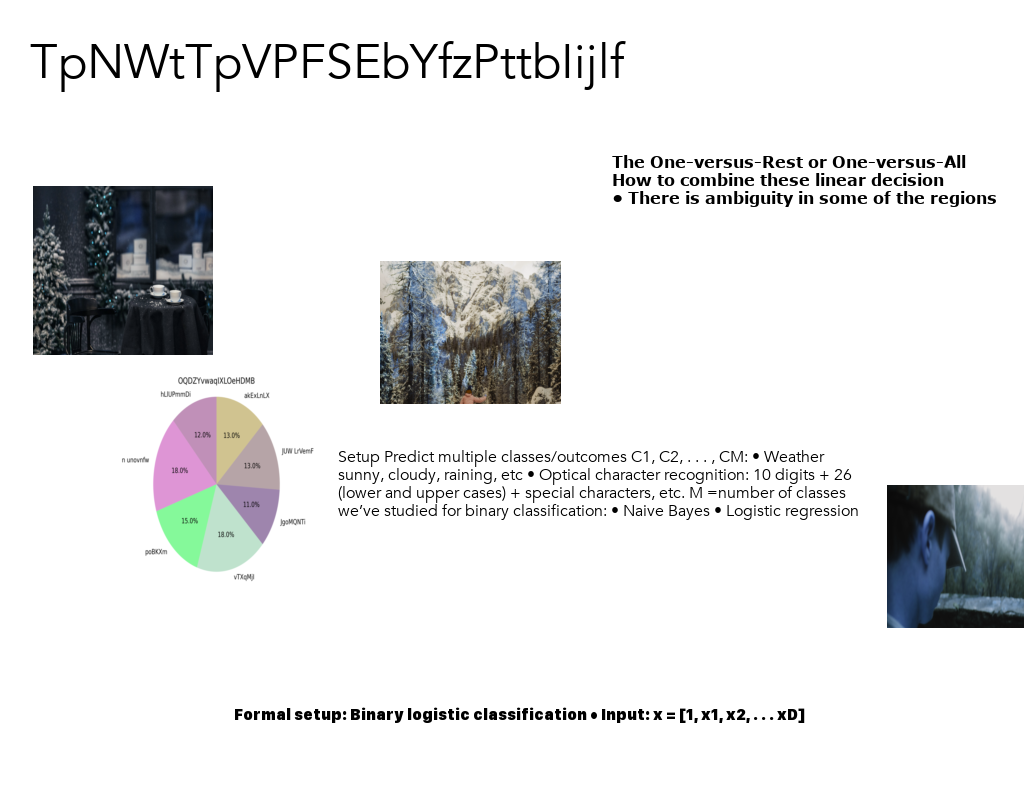 TpNWtTpVPFSEbYfzPttbIijlf
The One-versus-Rest or One-versus-All
How to combine these linear decision
• There is ambiguity in some of the regions
OQDZYvwaqIXLOeHDMB
hLIUPmmDi
akExLnLX
12.0%
13.0%
JUW LrVemF
n unovnfw
18.0%
13.0%
11.0%
15.0%
JgoMQNTi
18.0%
poBKXm
vTXqMjI
Setup Predict multiple classes/outcomes C1, C2, . . . , CM: • Weather
sunny, cloudy, raining, etc • Optical character recognition: 10 digits + 26
(lower and upper cases) + special characters, etc. M =number of classes
we’ve studied for binary classification: • Naive Bayes • Logistic regression
Formal setup: Binary logistic classification • Input: x = [1, x1, x2, . . . xD]